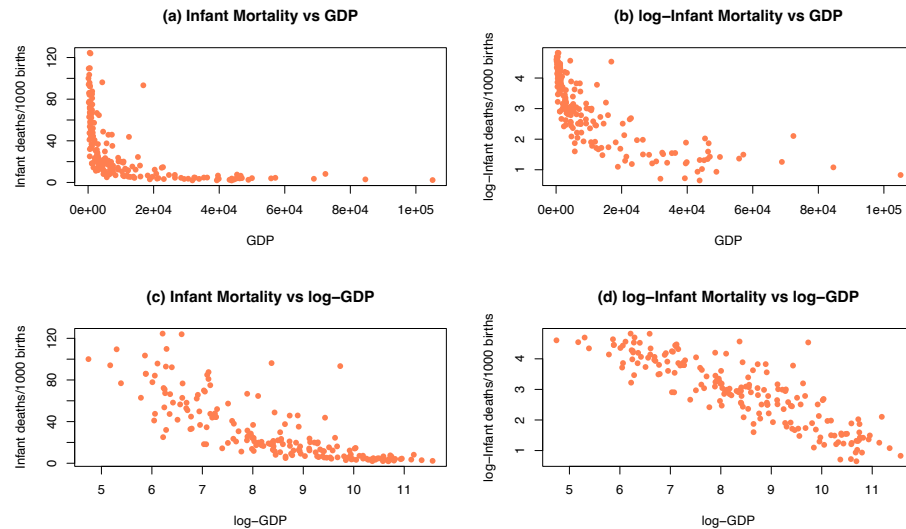 (a) Infant Mortality vs GDP
Infant deaths/1000 births
0 40 80 120
0e+00 2e+04 4e+04 6e+04 8e+04 1e+05
GDP
(b) log−Infant Mortality vs GDP
log−Infant deaths/1000 births
1 2 3 4
0e+00 2e+04 4e+04 6e+04 8e+04 1e+05
GDP
(c) Infant Mortality vs log−GDP
Infant deaths/1000 births
0 40 80 120
5 6 7 8 9 10 11
log−GDP
(d) log−Infant Mortality vs log−GDP
log−Infant deaths/1000 births
1 2 3 4
5 6 7 8 9 10 11
log−GDP